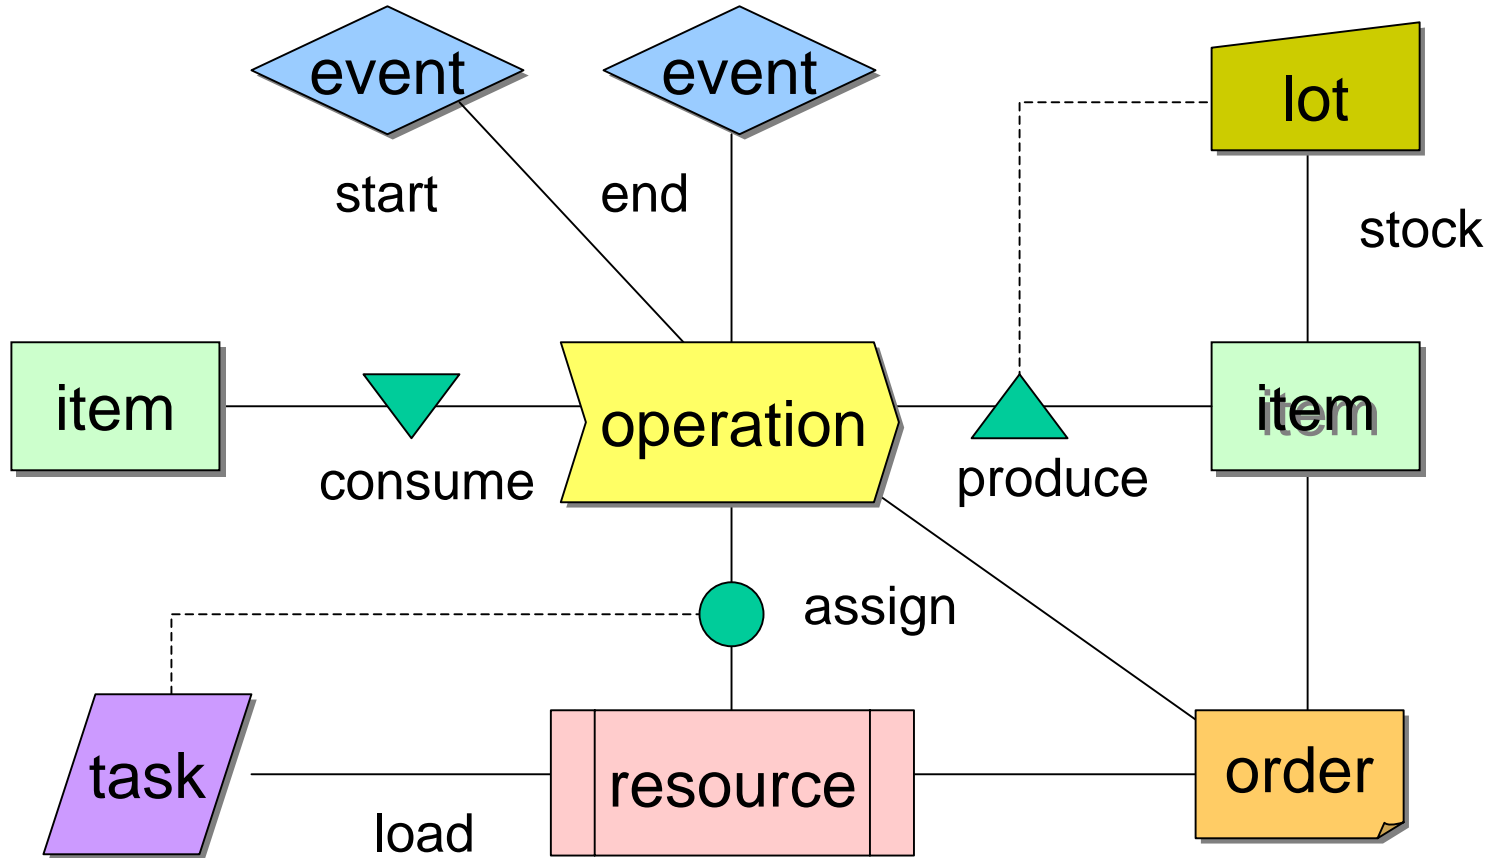 event
event
lot
start
end
stock
item
operation
item
consume
produce
assign
task
resource
order
load